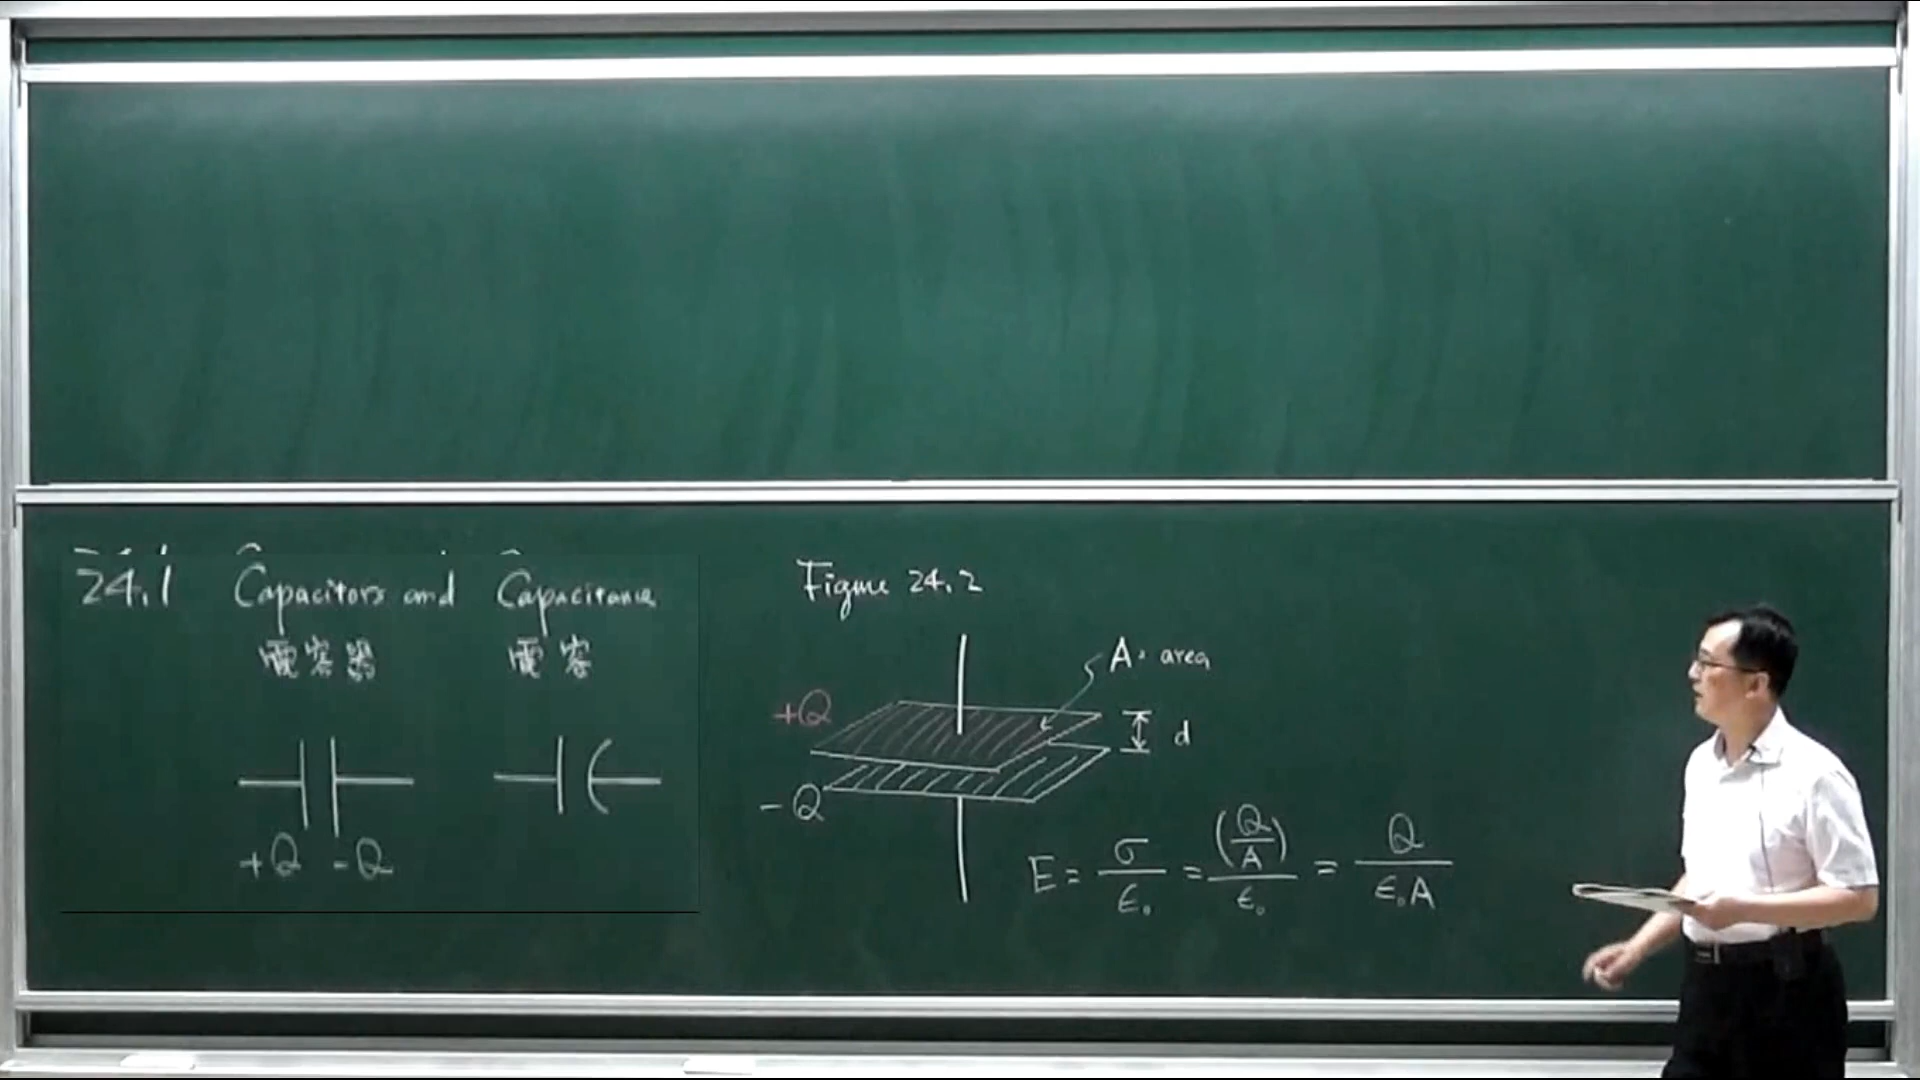 24.1 Capacitors and Capacitance
電容器 電容
+Q -Q
Figure 24.2
A: area
+Q
d
-Q
E = σ/ε₀ = (Q/A)/ε₀ = Q/ε₀A